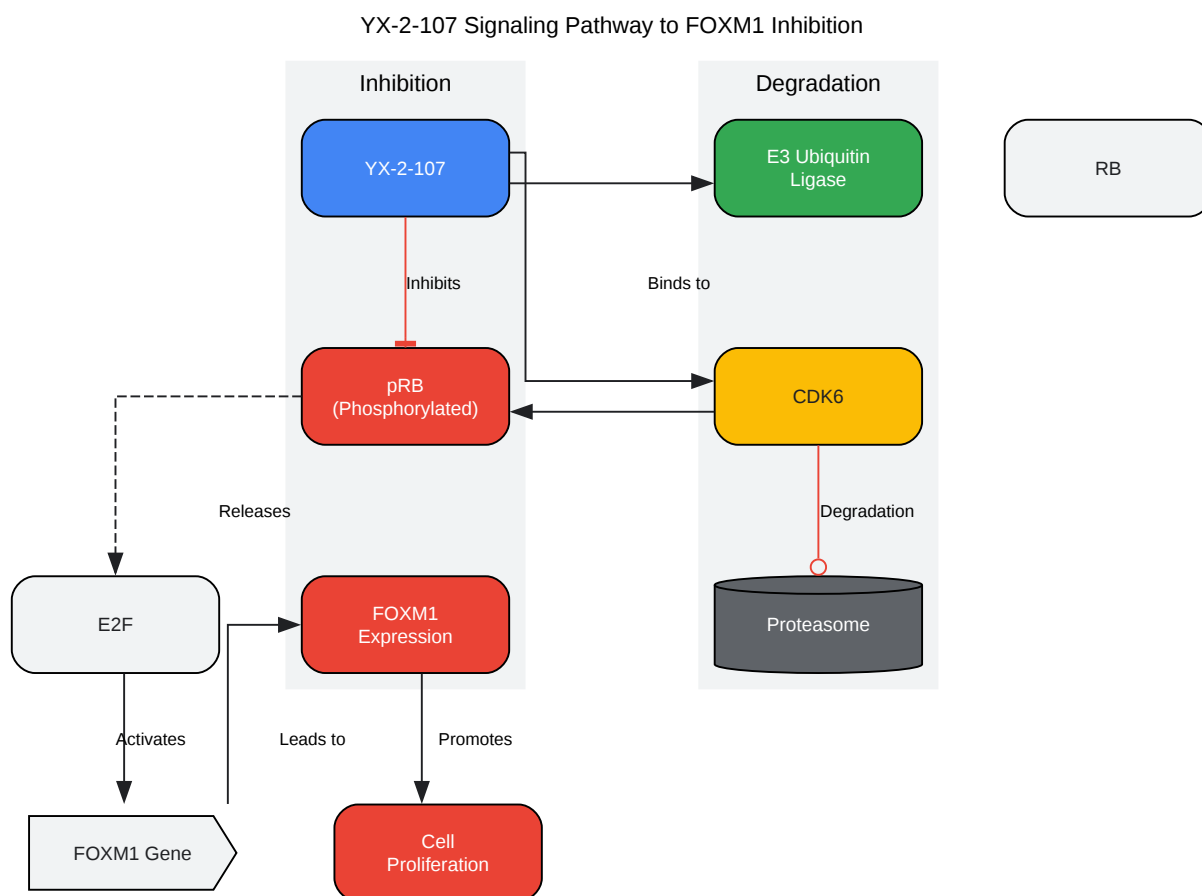 YX-2-107 Signaling Pathway to FOXM1 Inhibition
Inhibition
Degradation
YX-2-107
E3 Ubiquitin
Ligase
RB
Inhibits
Binds to
pRB
(Phosphorylated)
CDK6
Releases
Degradation
E2F
FOXM1
Expression
Proteasome
Activates
Leads to
Promotes
FOXM1 Gene
Cell
Proliferation